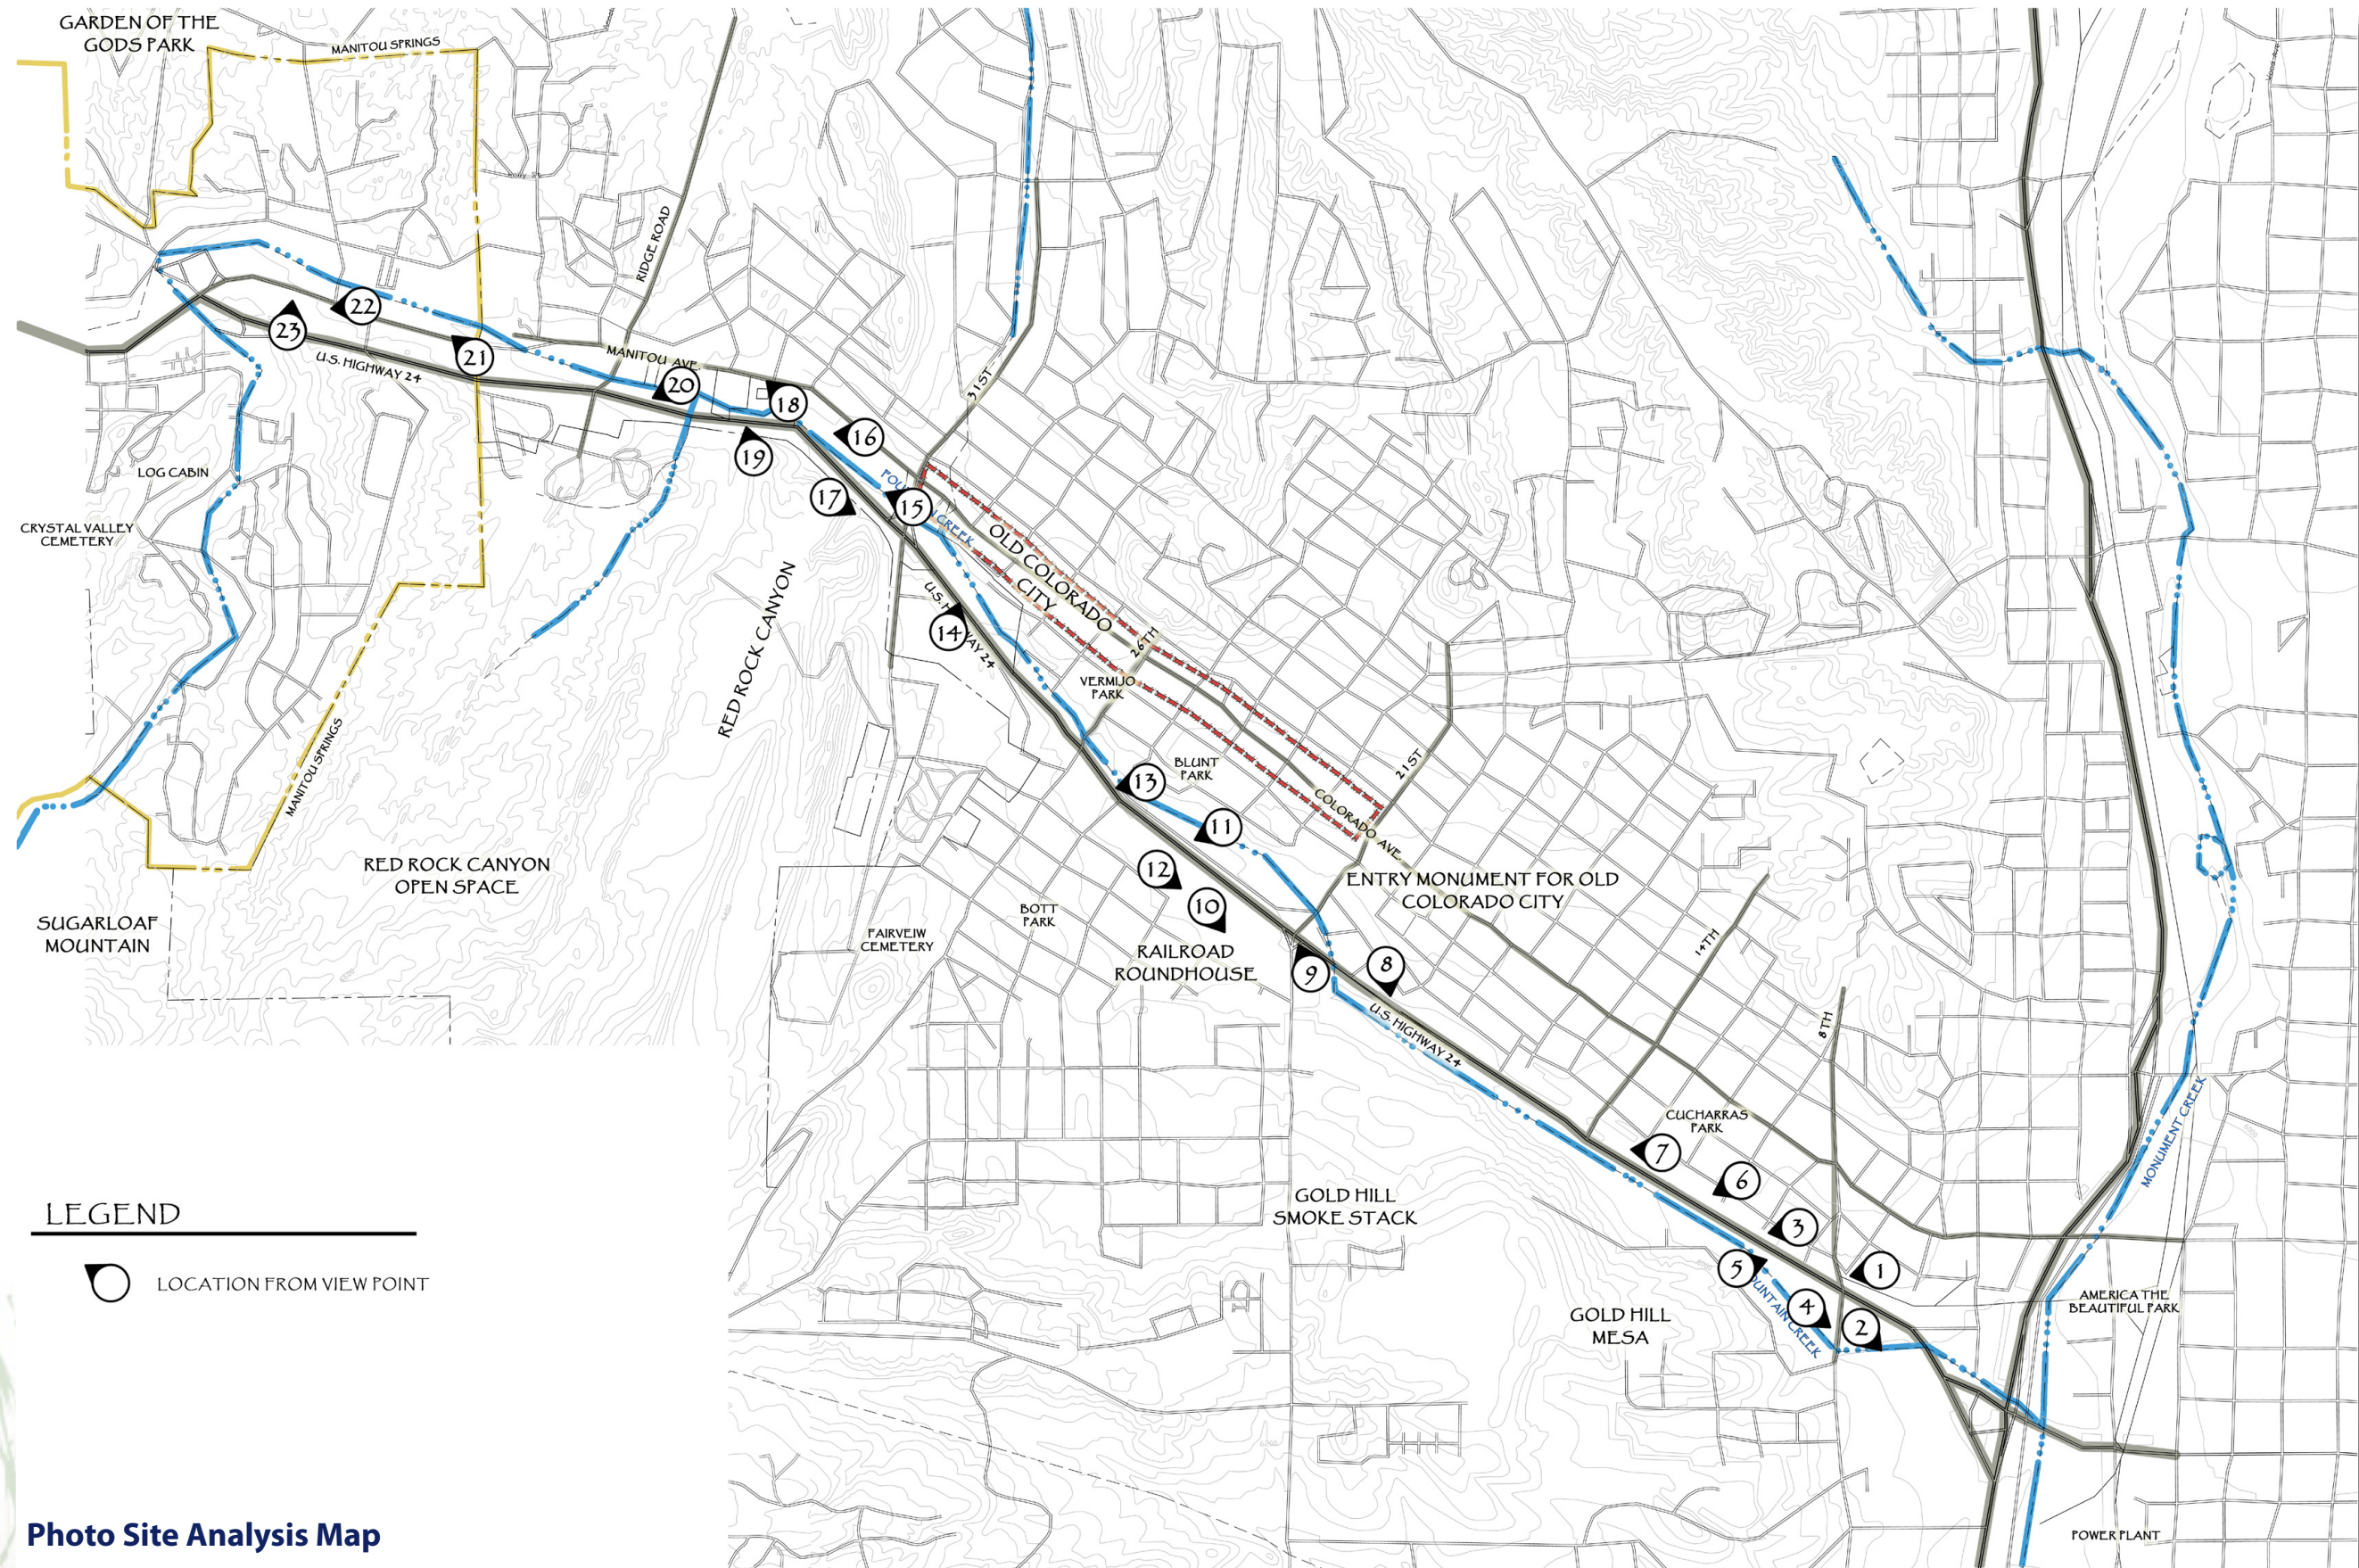 GARDEN OF THE
GODS PARK
MANITOU SPRINGS
RIDGE ROAD
22
23
U.S. HIGHWAY 24
21
MANITOU AVE.
20
18
31ST
16
19
17
15
CREEK
LOG CABIN
CRYSTAL VALLEY
CEMETERY
OLD COLORADO
CITY
26TH
14
RED ROCK CANYON
VERMIJO
PARK
MANITOU SPRINGS
BLUNT
PARK
21ST
13
11
COLORADO AVE.
12
10
RED ROCK CANYON
OPEN SPACE
ENTRY MONUMENT FOR OLD
COLORADO CITY
SUGARLOAF
MOUNTAIN
BOTT
PARK
FAIRVEIW
CEMETERY
RAILROAD
ROUNDHOUSE
9
8
14TH
U.S. HIGHWAY 24
8TH
CUCHARRAS
PARK
MONUMENT CREEK
7
6
GOLD HILL
SMOKE STACK
3
5
1
4
2
UNTAIN CREEK
GOLD HILL
MESA
AMERICA THE
BEAUTIFUL PARK
POWER PLANT
LEGEND
LOCATION FROM VIEW POINT
Photo Site Analysis Map